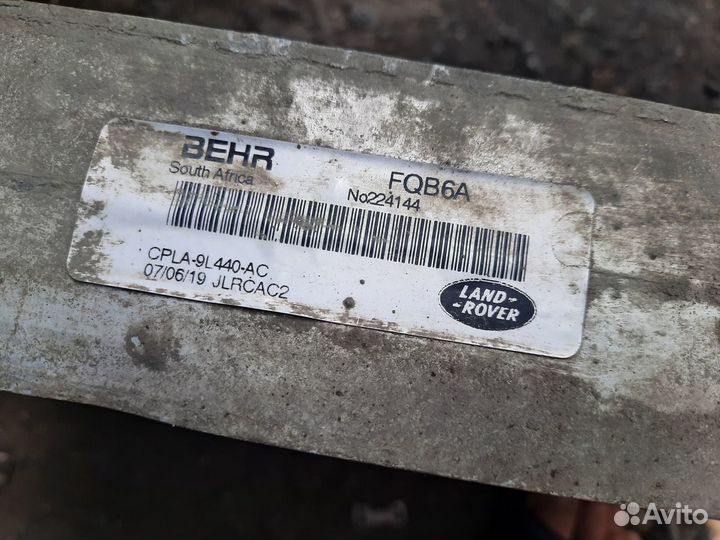 BEHR
South Africa
FQB6A
No224144
CPLA-9L440-AC
07/06/19 JLRCAC2
LAND-
-ROVER
Avito